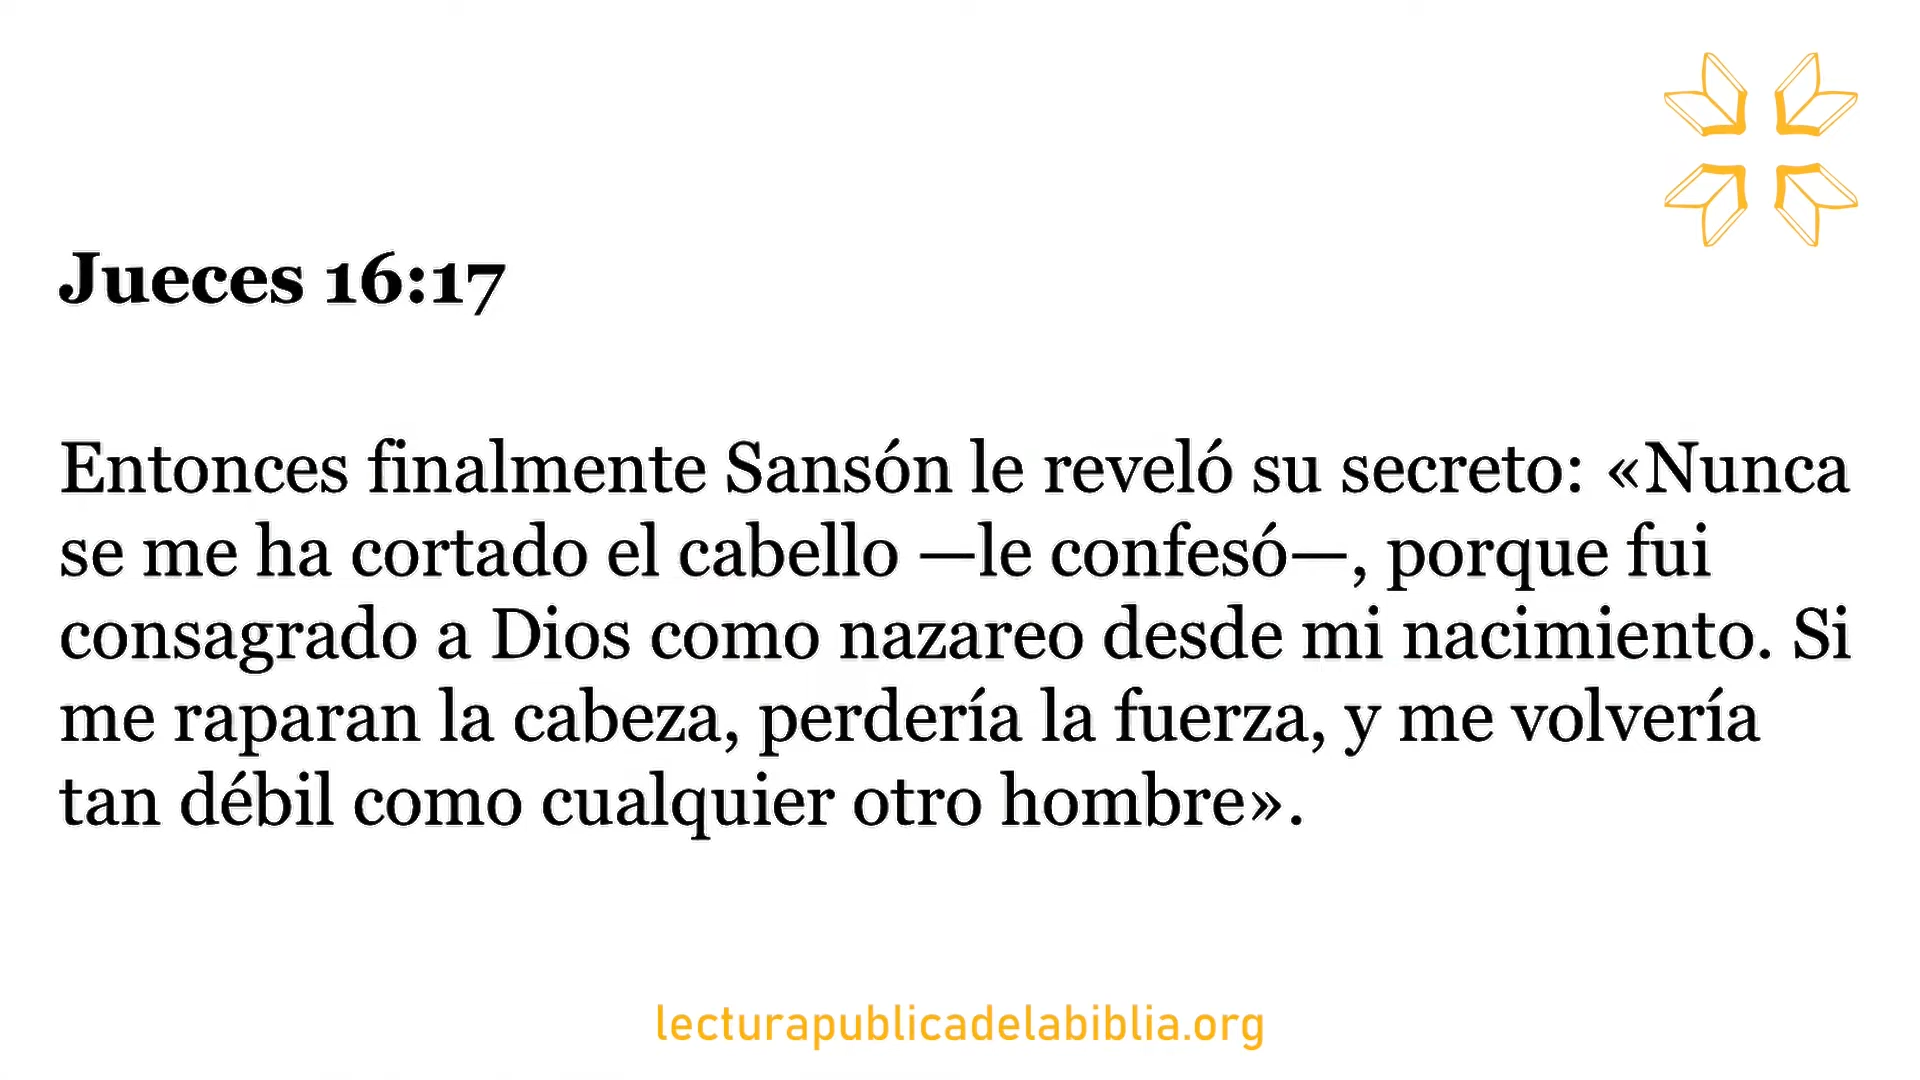 Jueces 16:17
Entonces finalmente Sansón le reveló su secreto: «Nunca
se me ha cortado el cabello —le confesó—, porque fui
consagrado a Dios como nazareo desde mi nacimiento. Si
me raparan la cabeza, perdería la fuerza, y me volvería
tan débil como cualquier otro hombre».
lecturapublicadelabiblia.org